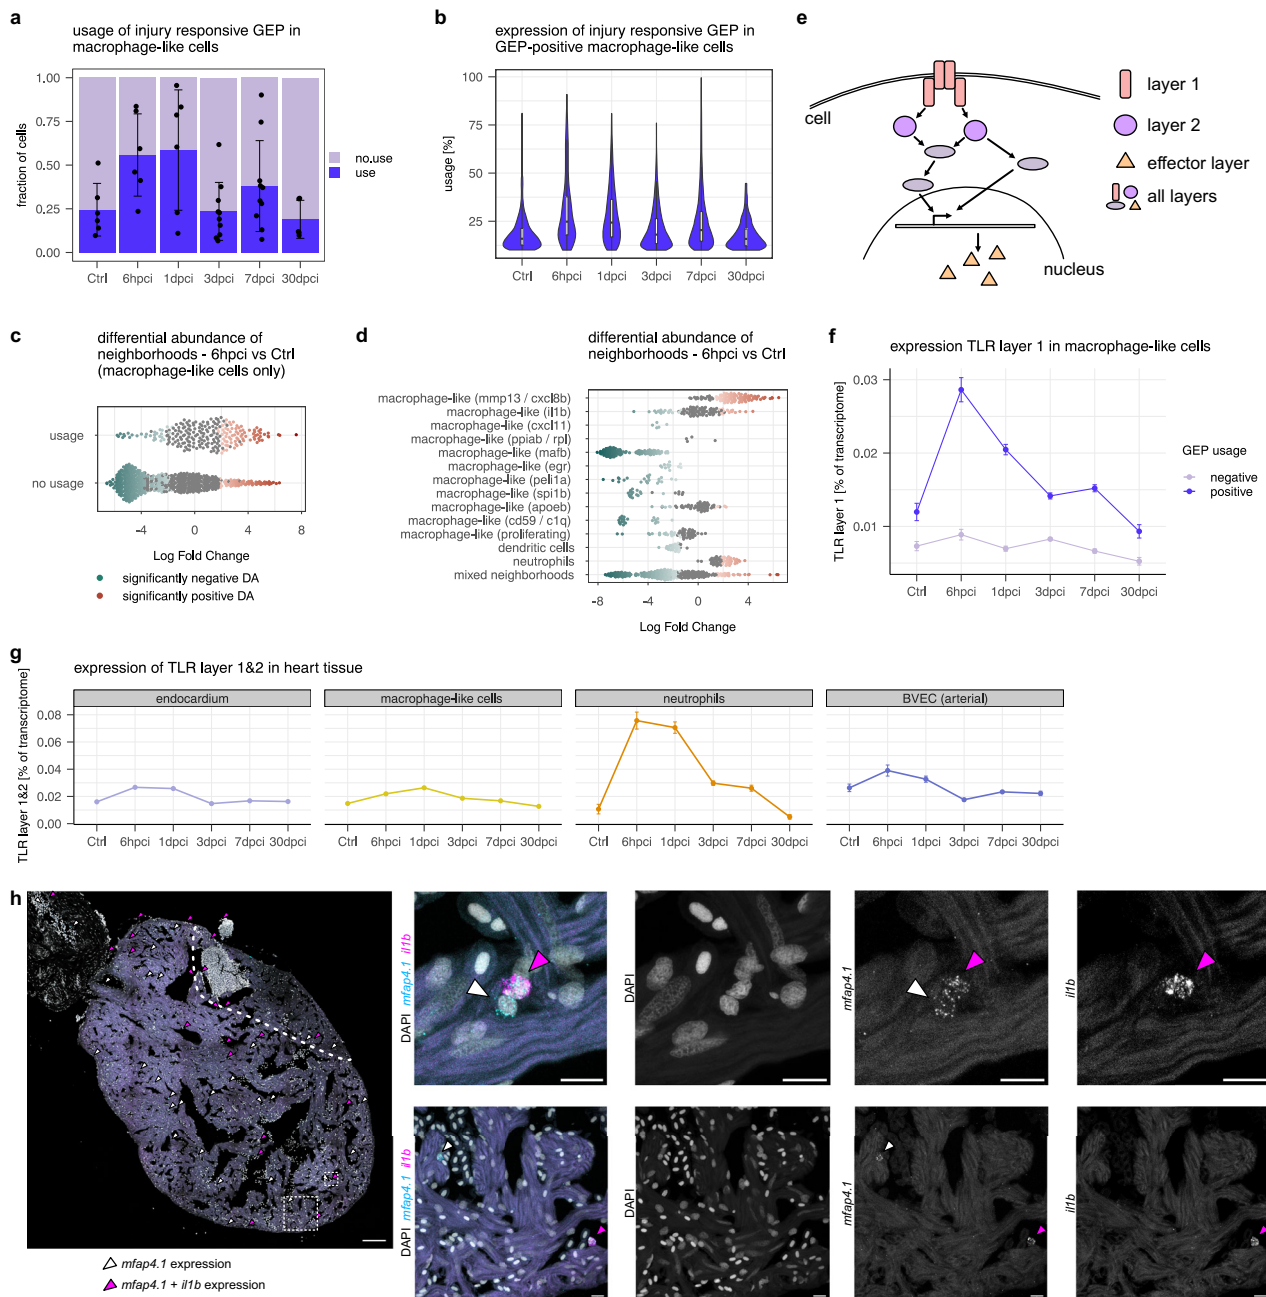 a
usage of injury responsive GEP in
macrophage-like cells
fraction of cells
1.00
0.75
0.50
0.25
0.00
Ctrl 6hpci 1dpci 3dpci 7dpci 30dpci
no.use
use
b
expression of injury responsive GEP in
GEP-positive macrophage-like cells
usage [%]
100
75
50
25
Ctrl 6hpci 1dpci 3dpci 7dpci 30dpci
e
cell
nucleus
layer 1
layer 2
effector layer
all layers
c
differential abundance of
neighborhoods - 6hpci vs Ctrl
(macrophage-like cells only)
usage
no usage
-4 0 4 8
Log Fold Change
significantly negative DA
significantly positive DA
d
differential abundance of
neighborhoods - 6hpci vs Ctrl
macrophage-like (mmp13 / cxcl8b)
macrophage-like (il1b)
macrophage-like (cxcl11)
macrophage-like (ppiab / rpl)
macrophage-like (mafb)
macrophage-like (egr)
macrophage-like (peli1a)
macrophage-like (spi1b)
macrophage-like (apoeb)
macrophage-like (cd59 / c1q)
macrophage-like (proliferating)
dendritic cells
neutrophils
mixed neighborhoods
-8 -4 0 4
Log Fold Change
f
expression TLR layer 1 in macrophage-like cells
TLR layer 1 [% of transcriptome]
0.03
0.02
0.01
Ctrl 6hpci 1dpci 3dpci 7dpci 30dpci
GEP usage
negative
positive
g
expression of TLR layer 1&2 in heart tissue
TLR layer 1&2 [% of transcriptome]
endocardium macrophage-like cells neutrophils BVEC (arterial)
0.08
0.06
0.04
0.02
0.00
Ctrl 6hpci 1dpci 3dpci 7dpci 30dpci
Ctrl 6hpci 1dpci 3dpci 7dpci 30dpci
Ctrl 6hpci 1dpci 3dpci 7dpci 30dpci
Ctrl 6hpci 1dpci 3dpci 7dpci 30dpci
h
DAPI mfap4.1 il1b
DAPI
mfap4.1
il1b
DAPI mfap4.1 il1b
DAPI
mfap4.1
il1b
mfap4.1 expression
mfap4.1 + il1b expression